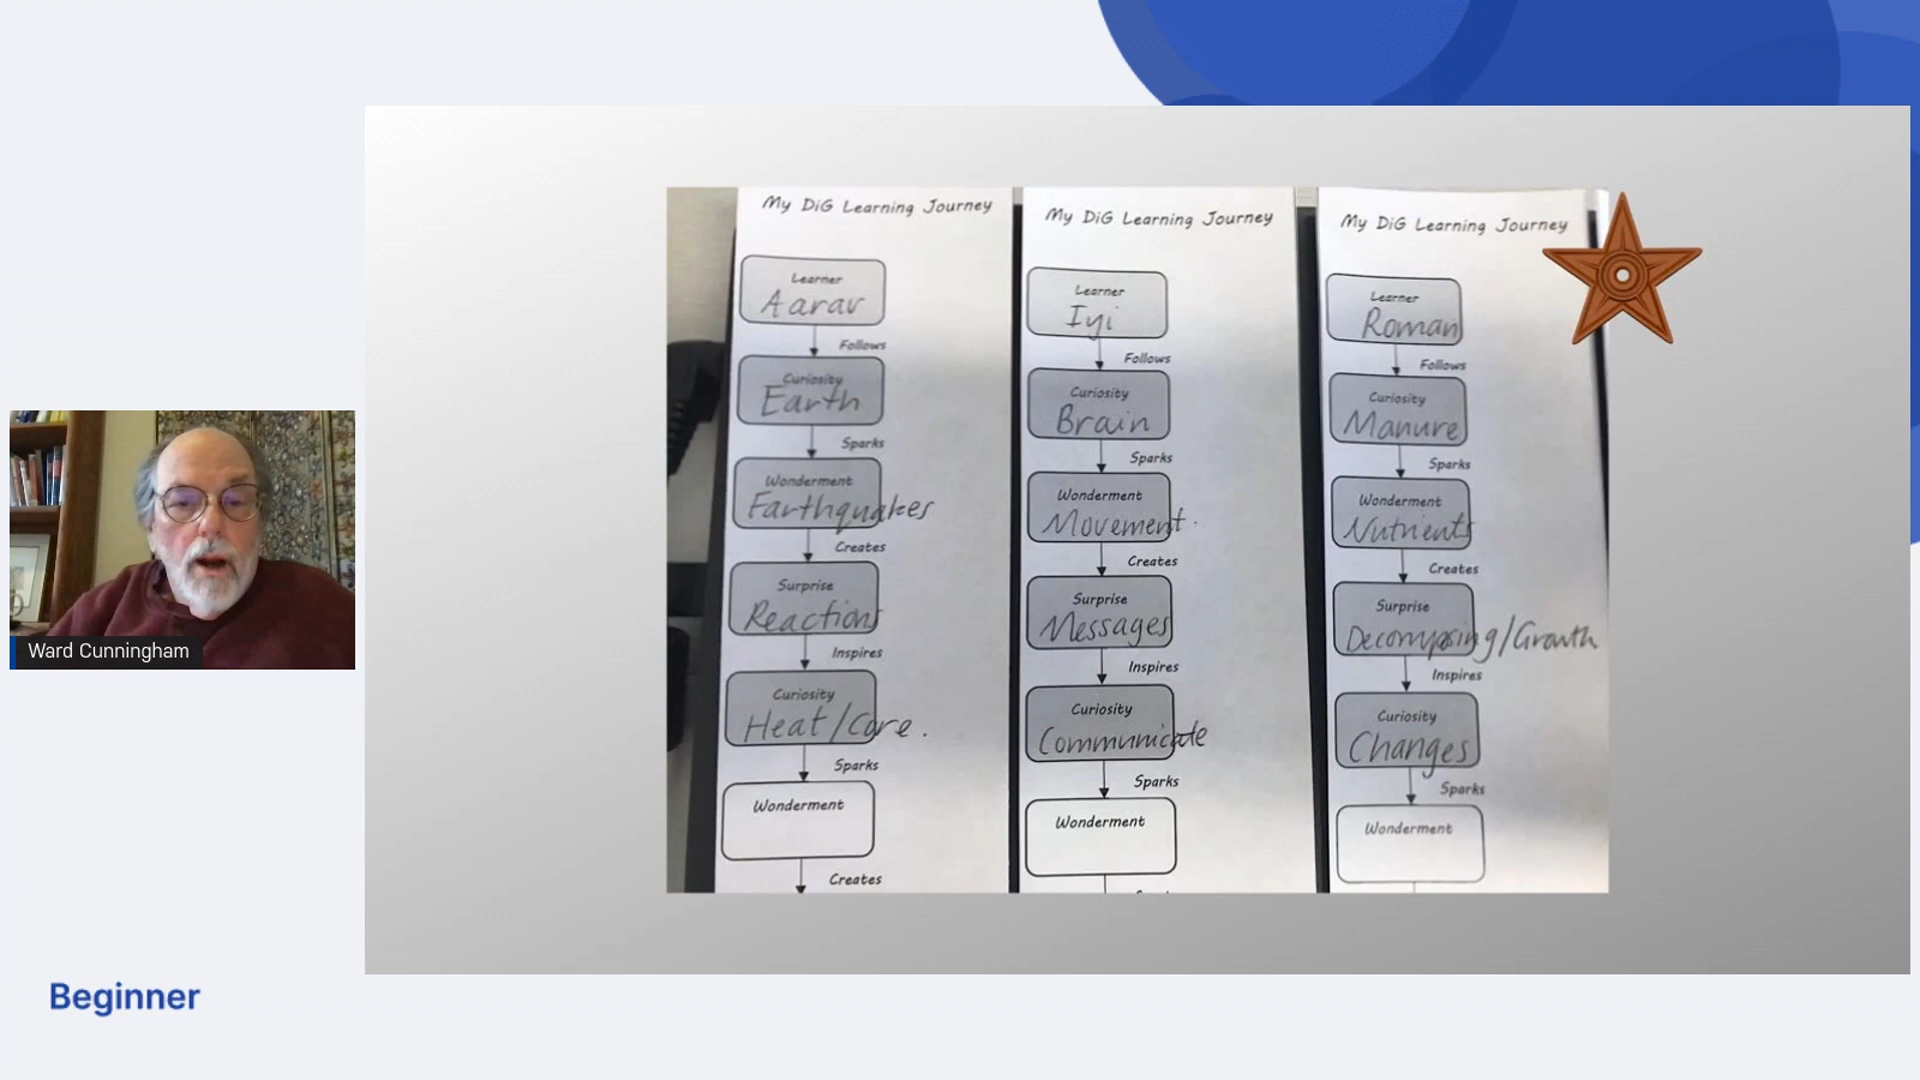 My DiG Learning Journey
Learner
Aarav
Follows
Curiosity
Earth
Sparks
Wonderment
Earthquakes
Creates
Surprise
Reactions
Inspires
Curiosity
Heat/Core.
Sparks
Wonderment
Creates
My DiG Learning Journey
Learner
Iyi
Follows
Curiosity
Brain
Sparks
Wonderment
Movement.
Creates
Surprise
Messages
Inspires
Curiosity
Communicate
Sparks
Wonderment
My DiG Learning Journey
Learner
Roman
Follows
Curiosity
Manure
Sparks
Wonderment
Nutrients
Creates
Surprise
Decomposing/Growth
Inspires
Curiosity
Changes
Sparks
Wonderment
Ward Cunningham
Beginner